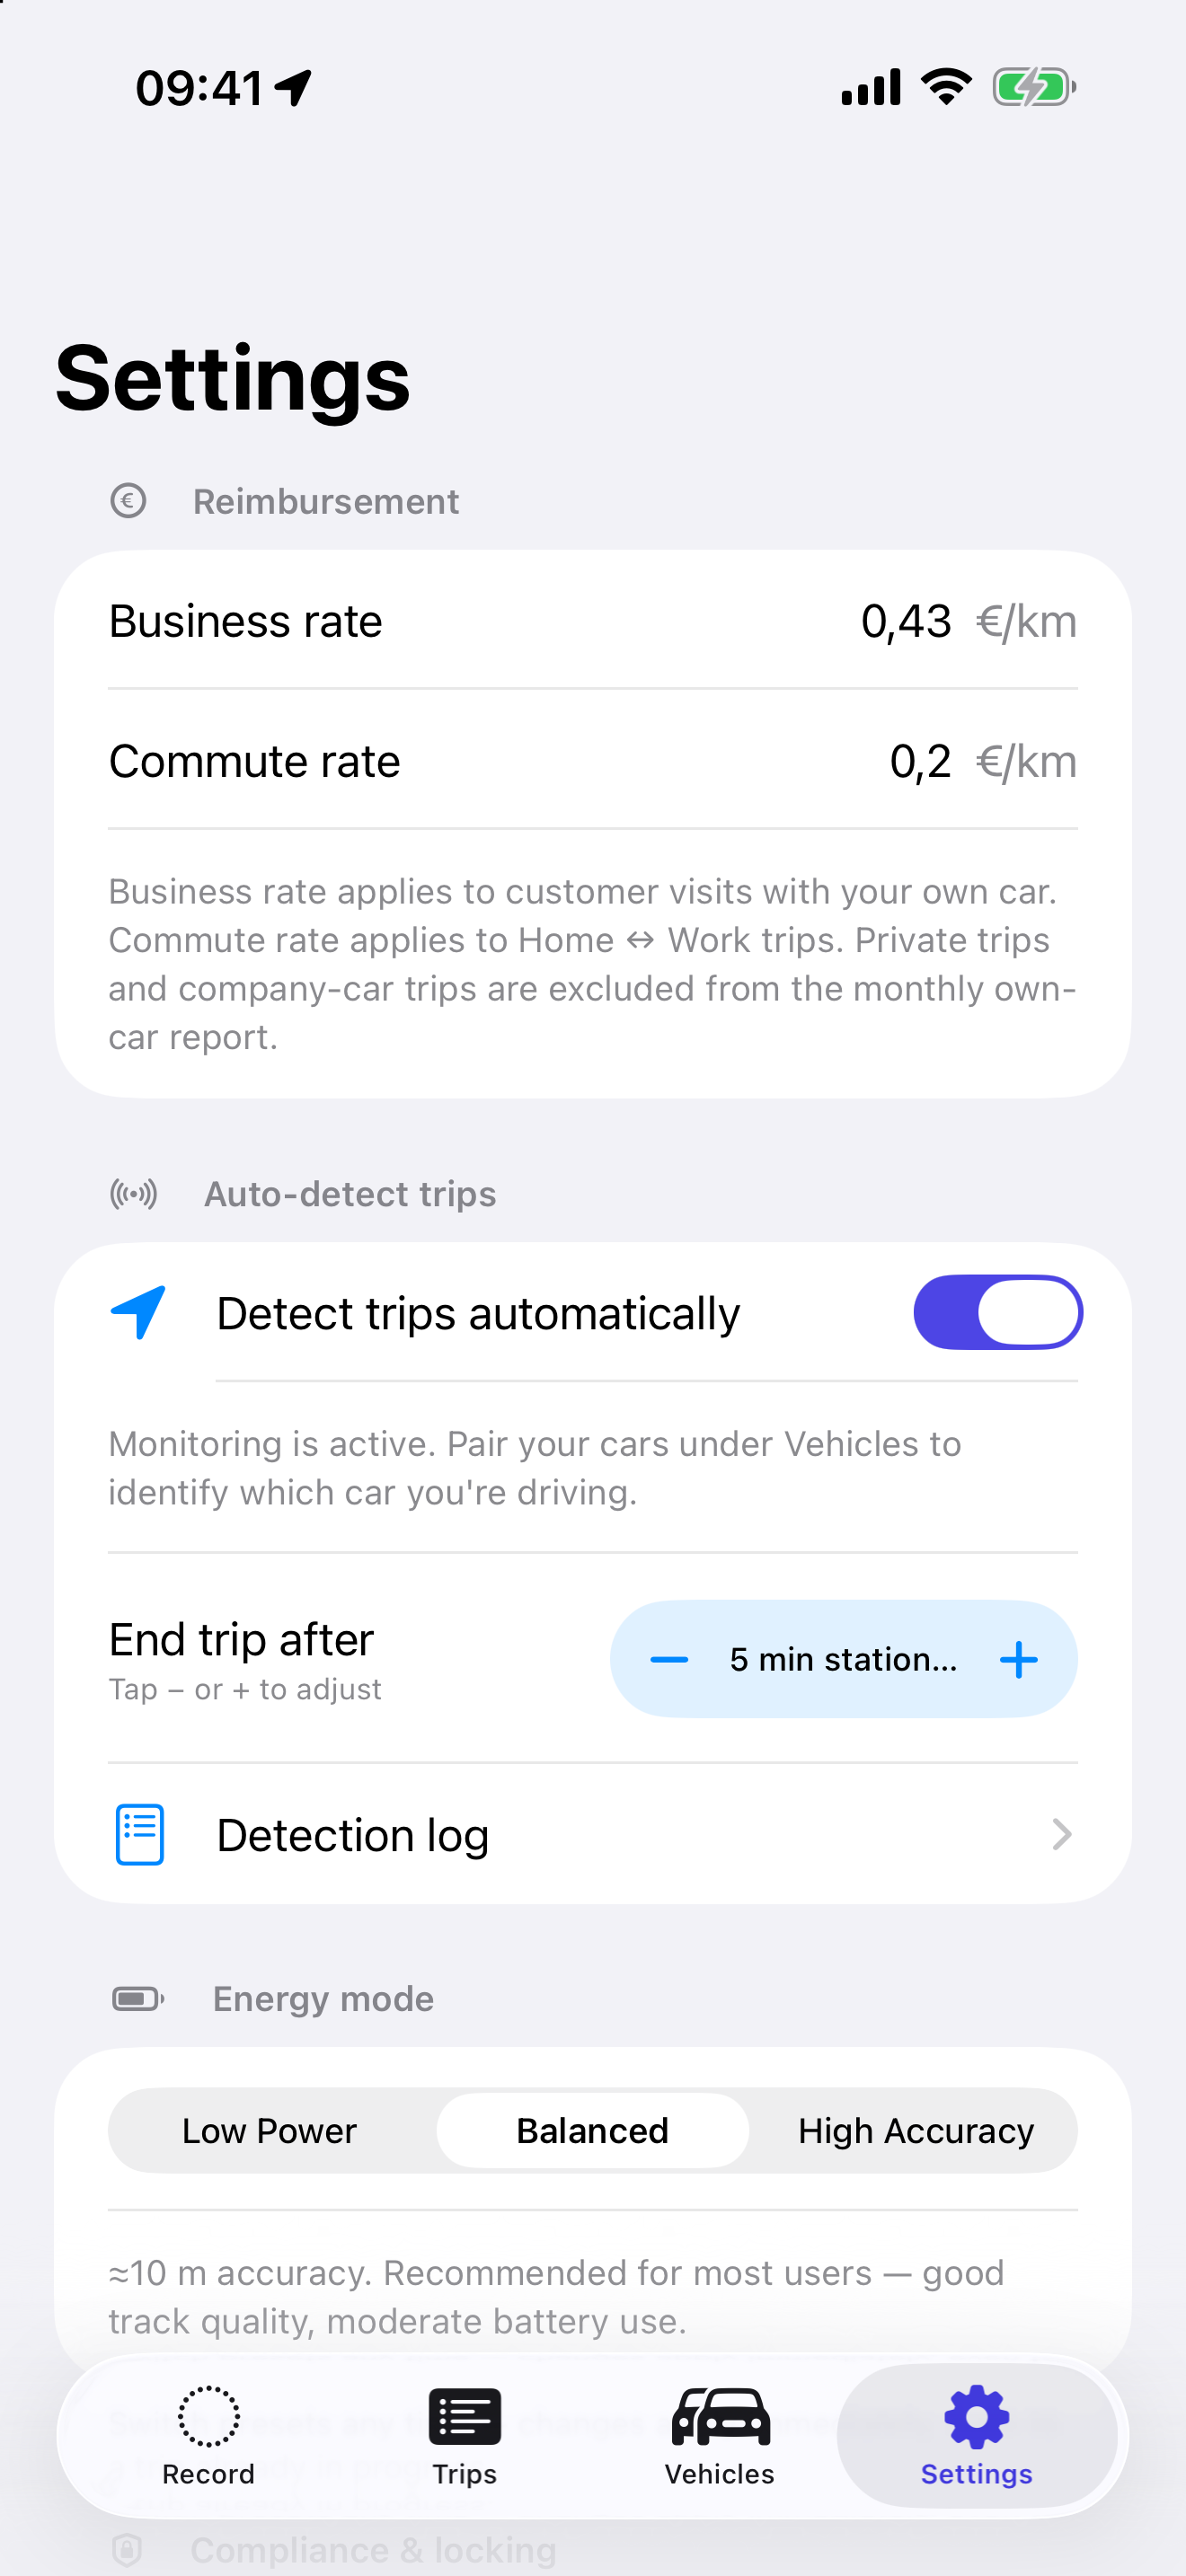 09:41
Settings
€ Reimbursement
Business rate 0,43 €/km
Commute rate 0,2 €/km
Business rate applies to customer visits with your own car.
Commute rate applies to Home ↔ Work trips. Private trips
and company-car trips are excluded from the monthly own-
car report.
Auto-detect trips
Detect trips automatically
Monitoring is active. Pair your cars under Vehicles to
identify which car you're driving.
End trip after
Tap – or + to adjust
− 5 min station... +
Detection log
Energy mode
Low Power Balanced High Accuracy
≈10 m accuracy. Recommended for most users — good
track quality, moderate battery use.
Record Trips Vehicles Settings
Compliance & locking